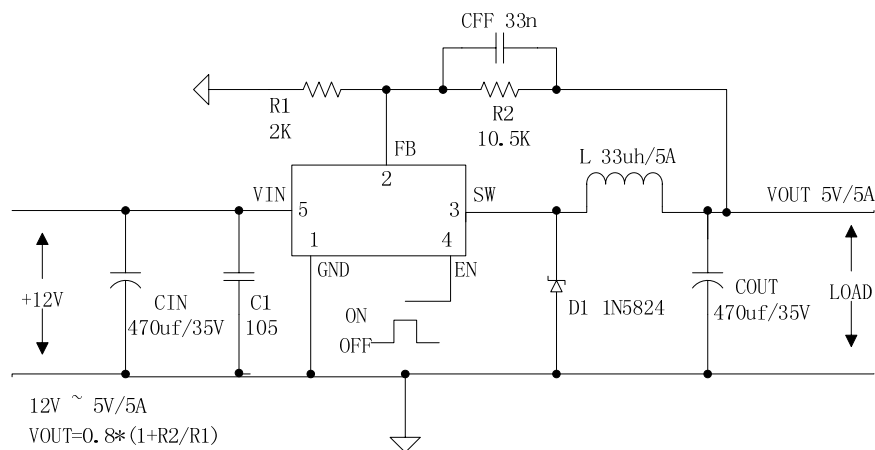 CFF 33n
R1
2K
R2
10.5K
FB
2
L 33uh/5A
VIN
5
3
SW
VOUT 5V/5A
1
4
GND
EN
+12V
CIN
470uf/35V
C1
105
ON
OFF
D1 1N5824
COUT
470uf/35V
LOAD
12V ~ 5V/5A
VOUT=0.8*(1+R2/R1)